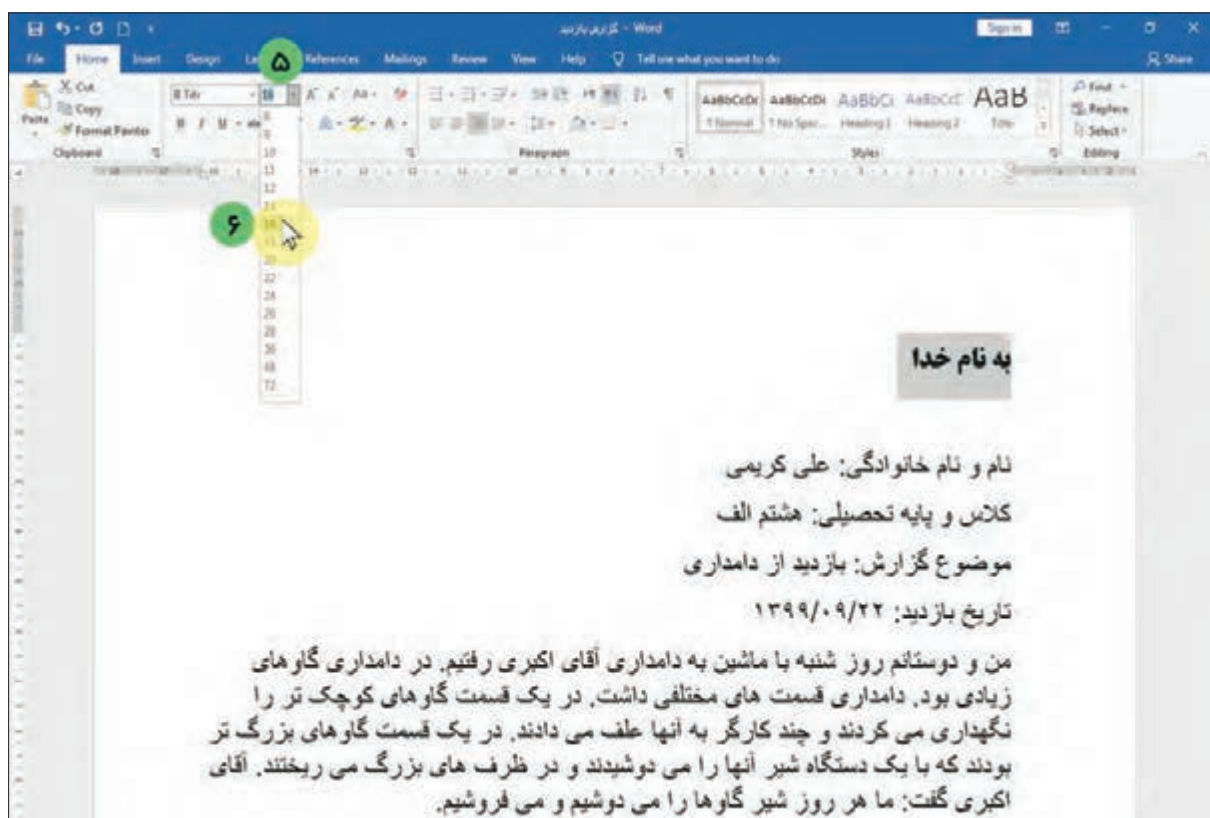 گزارش بازدید - Word
Sign in
File Home Insert Design La ۵ References Mailings Review View Help Tell me what you want to do Share
Cut
Copy
Paste
Format Painter
Clipboard
B Titr 16
Paragraph
AaBbCcDc AaBbCcDc AaBbCc AaBbCcC AaB
¶ Normal ¶ No Spac... Heading 1 Heading 2 Title
Styles
Find
Replace
Select
Editing
8
9
10
11
12
۶
20
22
24
26
28
36
48
72
به نام خدا
نام و نام خانوادگی: علی کریمی
کلاس و پایه تحصیلی: هشتم الف
موضوع گزارش: بازدید از دامداری
تاریخ بازدید: ۱۳۹۹/۰۹/۲۲
من و دوستانم روز شنبه با ماشین به دامداری آقای اکبری رفتیم. در دامداری گاوهای
زیادی بود. دامداری قسمت های مختلفی داشت. در یک قسمت گاوهای کوچک تر را
نگهداری می کردند و چند کارگر به آنها علف می دادند. در یک قسمت گاوهای بزرگ تر
بودند که با یک دستگاه شیر آنها را می دوشیدند و در ظرف های بزرگ می ریختند. آقای
اکبری گفت: ما هر روز شیر گاوها را می دوشیم و می فروشیم.